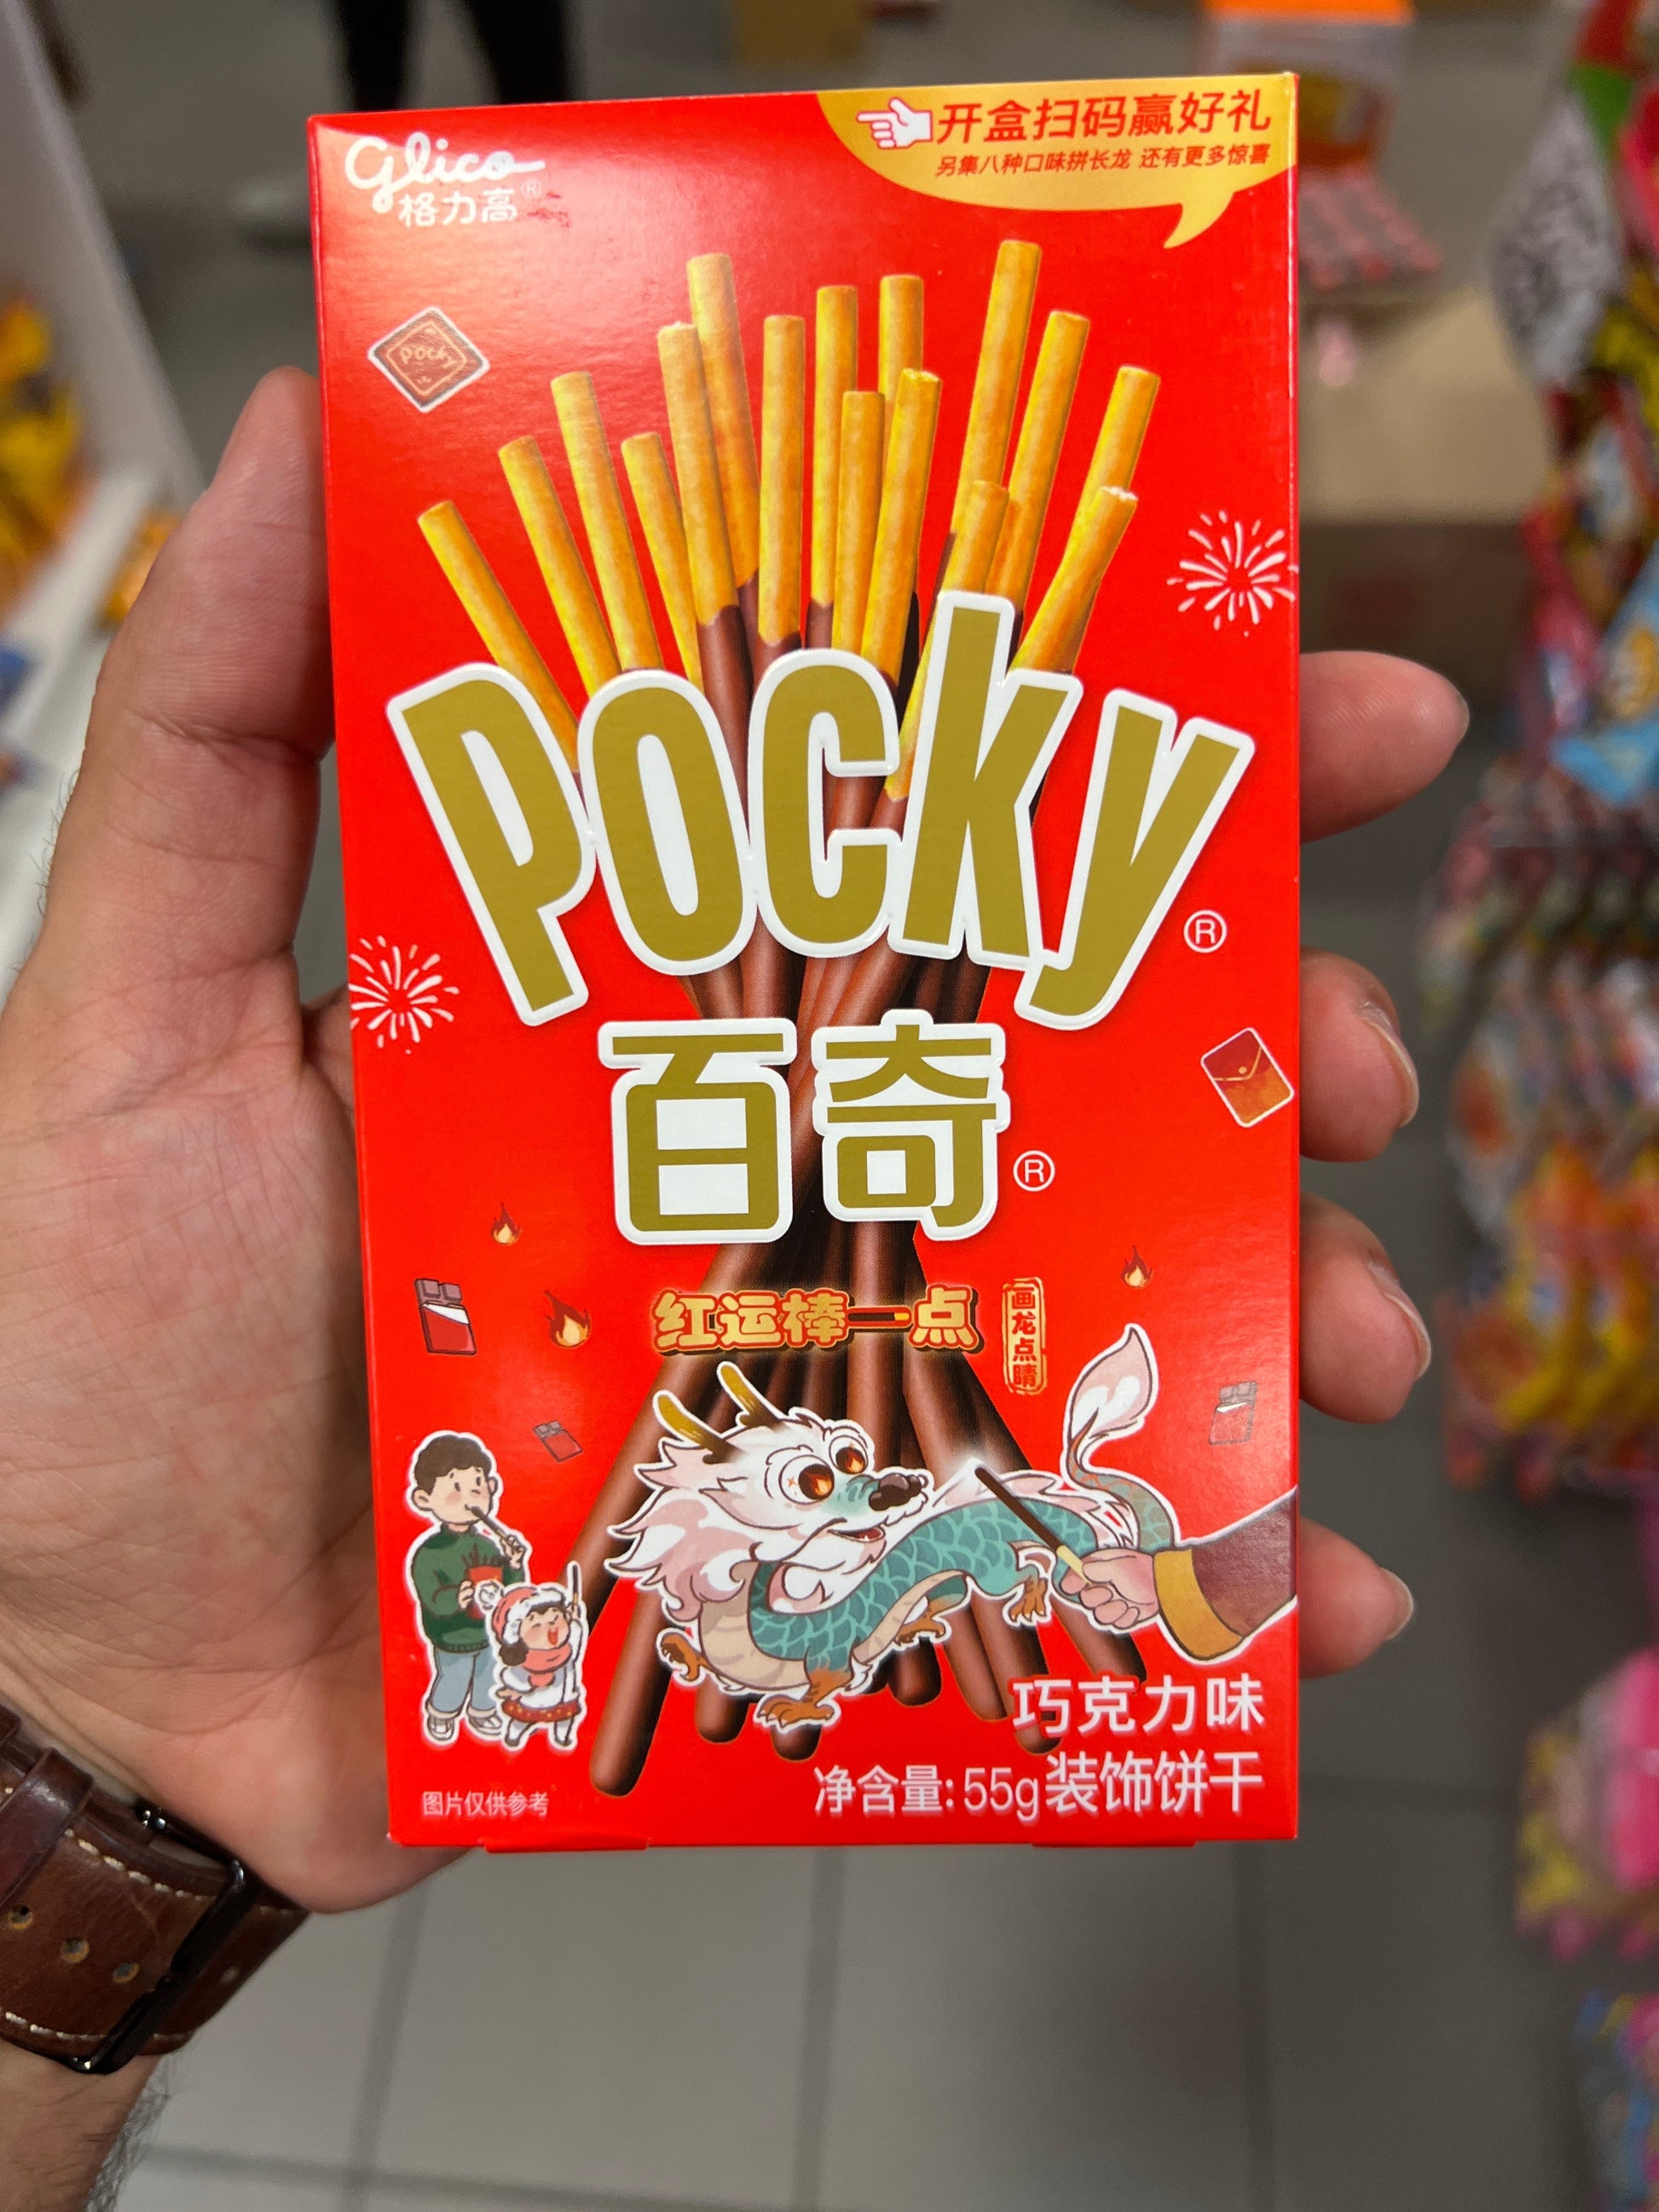 glico®
格力高
开盒扫码赢好礼
另集八种口味拼长龙 还有更多惊喜
Pocky
Pocky®
百奇®
红运棒一点
画龙点睛
巧克力味
净含量:55g装饰饼干
图片仅供参考